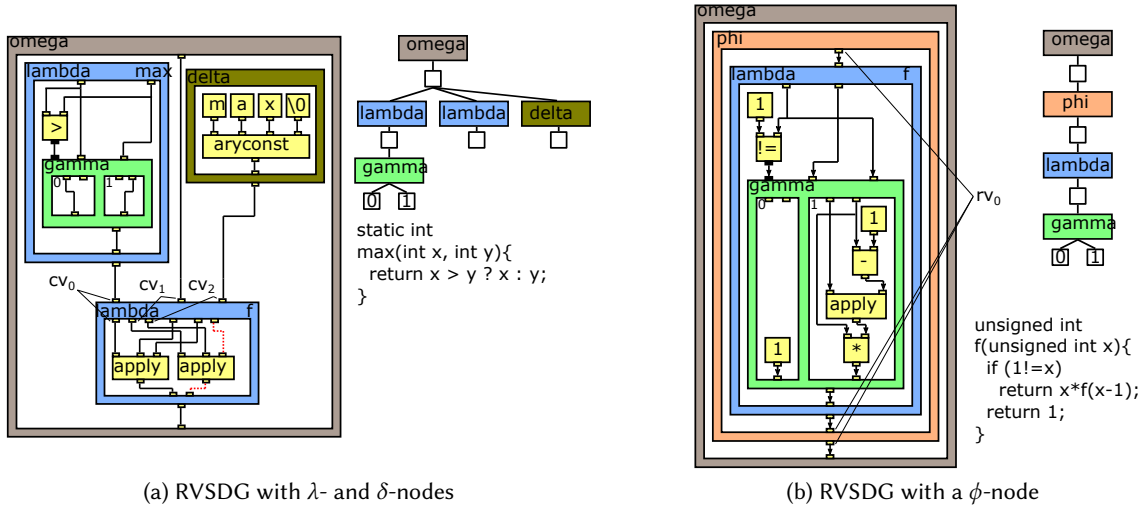 omega
lambda
max
>
gamma
0
1
delta
m
a
x
\0
aryconst
cv0
cv1
cv2
lambda
f
apply
apply
omega
lambda
lambda
delta
gamma
0
1
static int
max(int x, int y){
return x > y ? x : y;
}
(a) RVSDG with λ- and δ-nodes
omega
phi
lambda
f
1
!=
gamma
0
1
1
-
apply
1
*
rv0
omega
phi
lambda
gamma
0
1
unsigned int
f(unsigned int x){
if (1!=x)
return x*f(x-1);
return 1;
}
(b) RVSDG with a ϕ-node